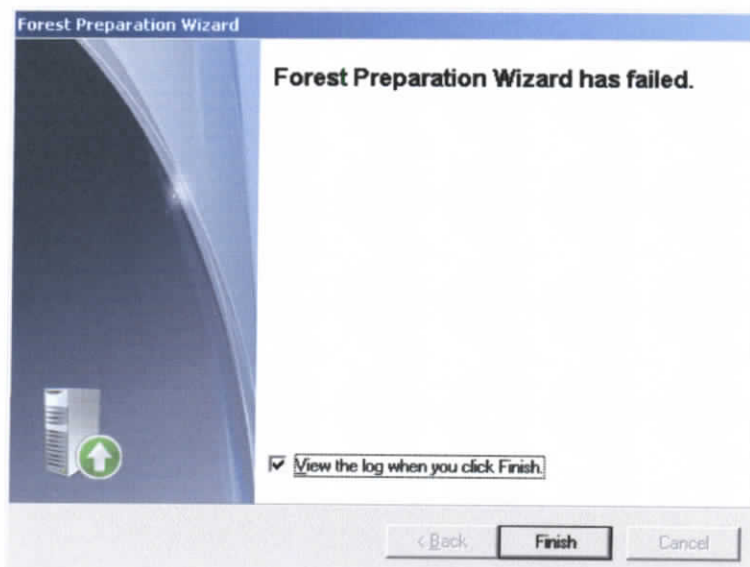 Forest Preparation Wizard
Forest Preparation Wizard has failed.
View the log when you click Finish.
< Back
Finish
Cancel